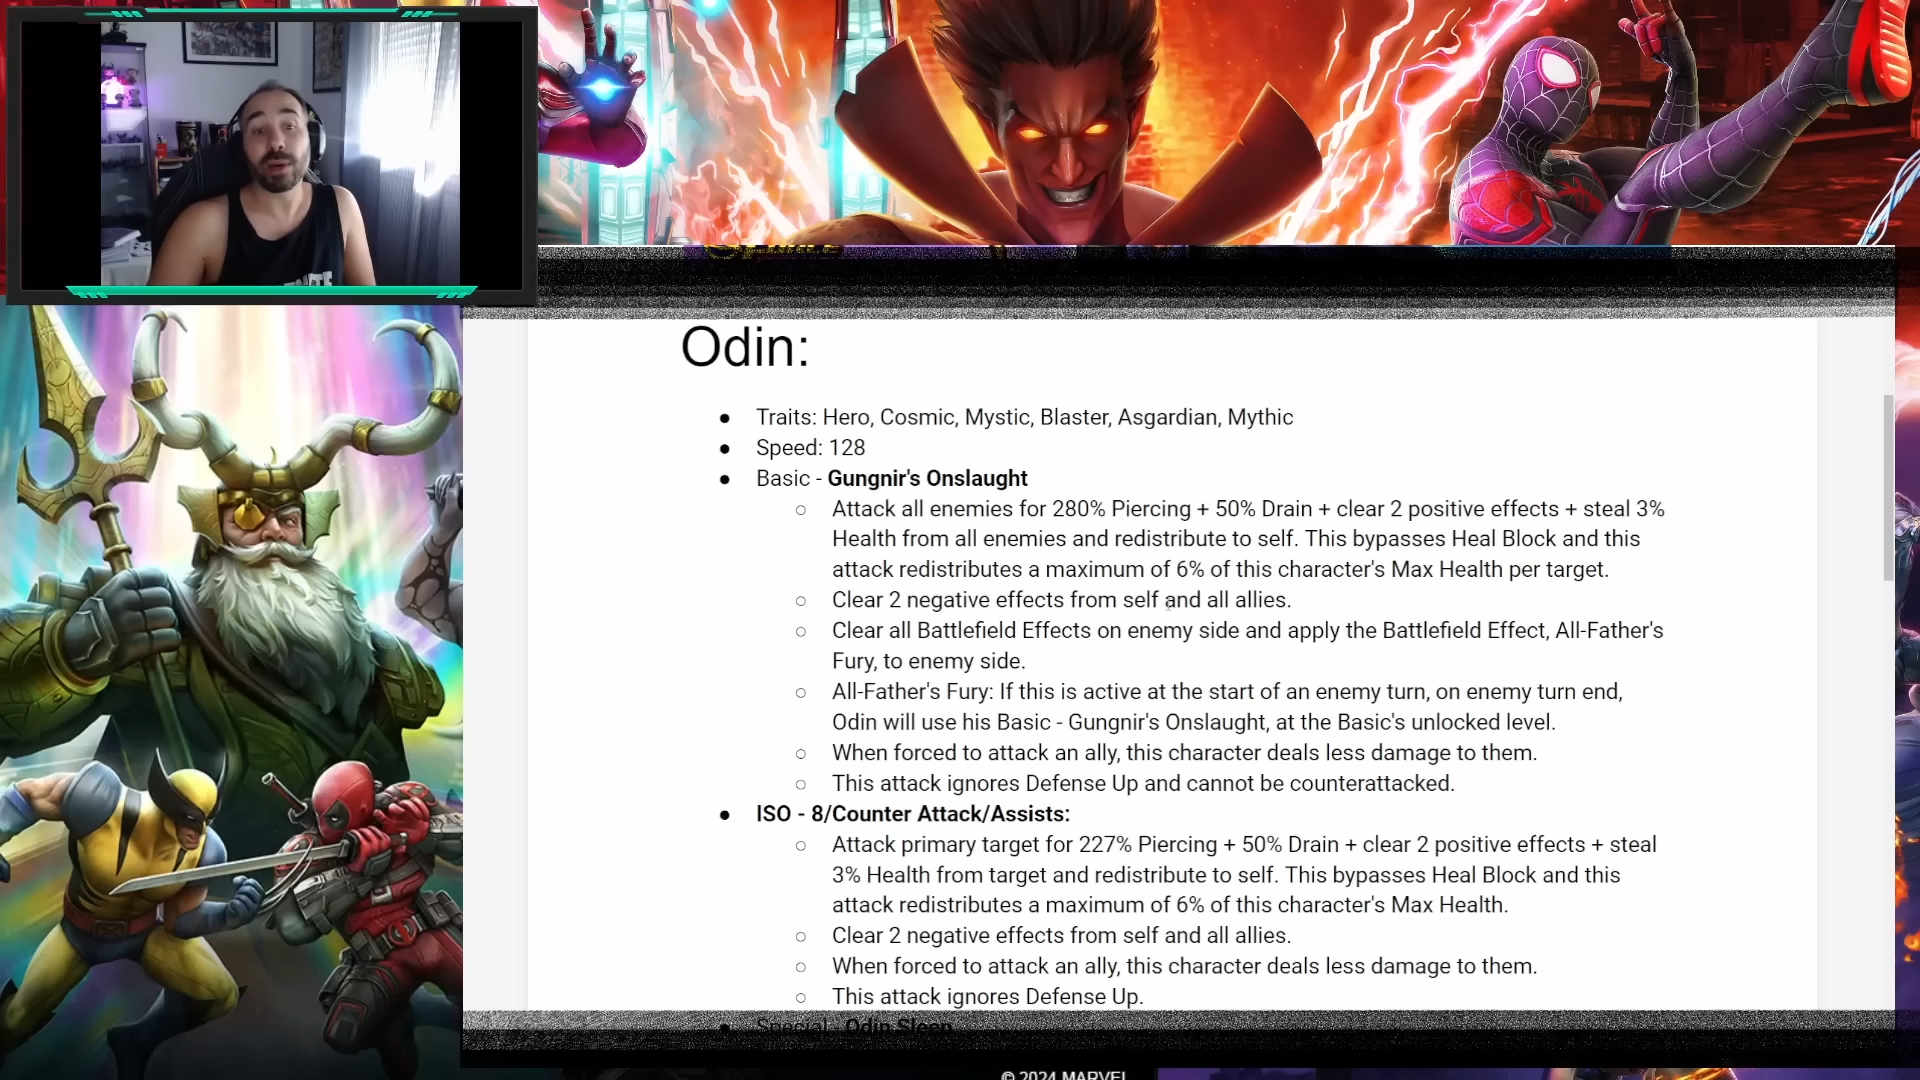 Odin:
● Traits: Hero, Cosmic, Mystic, Blaster, Asgardian, Mythic
● Speed: 128
● Basic - Gungnir's Onslaught
○ Attack all enemies for 280% Piercing + 50% Drain + clear 2 positive effects + steal 3%
Health from all enemies and redistribute to self. This bypasses Heal Block and this
attack redistributes a maximum of 6% of this character's Max Health per target.
○ Clear 2 negative effects from self and all allies.
○ Clear all Battlefield Effects on enemy side and apply the Battlefield Effect, All-Father's
Fury, to enemy side.
○ All-Father's Fury: If this is active at the start of an enemy turn, on enemy turn end,
Odin will use his Basic - Gungnir's Onslaught, at the Basic's unlocked level.
○ When forced to attack an ally, this character deals less damage to them.
○ This attack ignores Defense Up and cannot be counterattacked.
● ISO - 8/Counter Attack/Assists:
○ Attack primary target for 227% Piercing + 50% Drain + clear 2 positive effects + steal
3% Health from target and redistribute to self. This bypasses Heal Block and this
attack redistributes a maximum of 6% of this character's Max Health.
○ Clear 2 negative effects from self and all allies.
○ When forced to attack an ally, this character deals less damage to them.
○ This attack ignores Defense Up.
● Special - Odin Sleep
© 2024 MARVEL